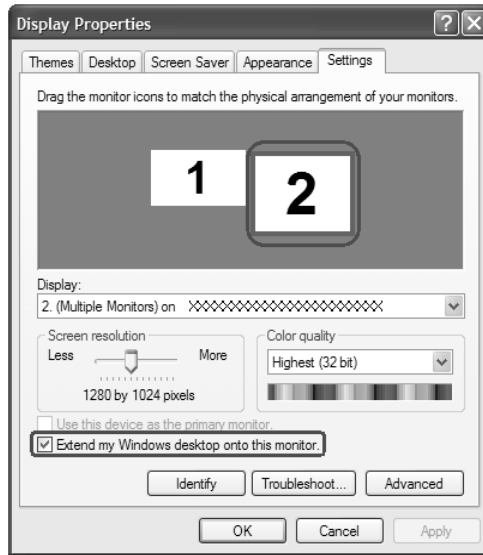 Display Properties
Themes Desktop Screen Saver Appearance Settings
Drag the monitor icons to match the physical arrangement of your monitors.
1 2
Display:
2. (Multiple Monitors) on XXXXXXXXXXXXXXXXXXXXXX
Screen resolution
Less More
1280 by 1024 pixels
Color quality
Highest (32 bit)
Use this device as the primary monitor.
Extend my Windows desktop onto this monitor.
Identify Troubleshoot... Advanced
OK Cancel Apply